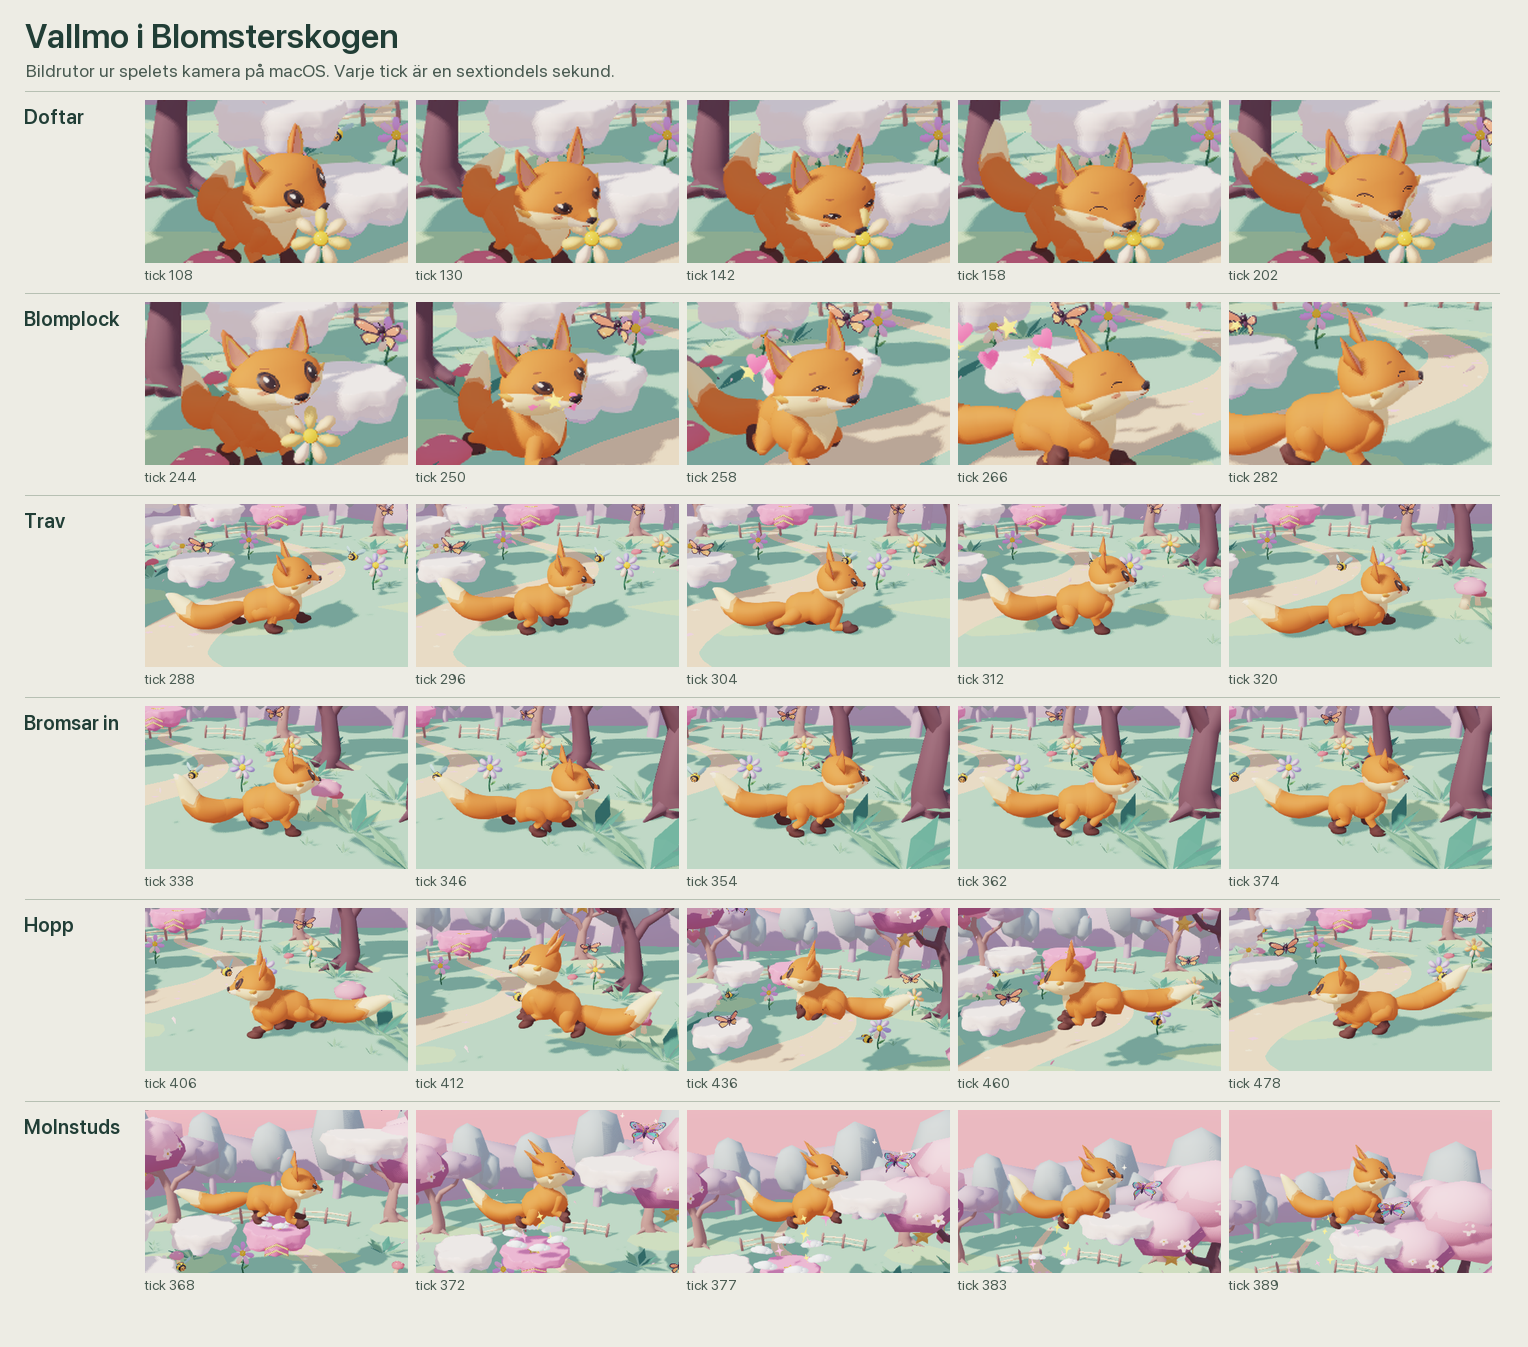 Vallmo i Blomsterskogen
Bildrutor ur spelets kamera på macOS. Varje tick är en sextiondels sekund.
Doftar
tick 108
tick 130
tick 142
tick 158
tick 202
Blomplock
tick 244
tick 250
tick 258
tick 266
tick 282
Trav
tick 288
tick 296
tick 304
tick 312
tick 320
Bromsar in
tick 338
tick 346
tick 354
tick 362
tick 374
Hopp
tick 406
tick 412
tick 436
tick 460
tick 478
Molnstuds
tick 368
tick 372
tick 377
tick 383
tick 389